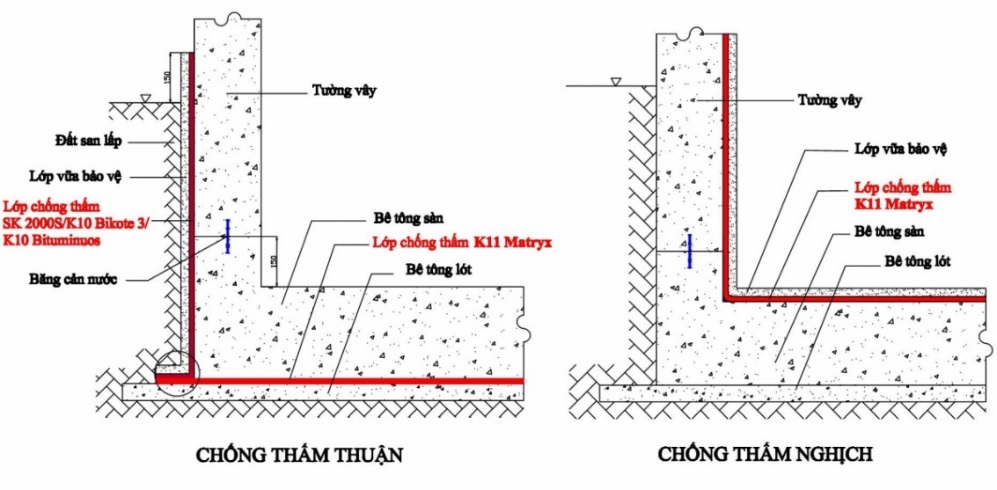 150
Tường vây
Đất san lấp
Lớp vữa bảo vệ
Lớp chống thấm
SK 2000S/K10 Bikote 3/
K10 Bituminuos
Băng cản nước
Bê tông sàn
Lớp chống thấm K11 Matryx
150
Bê tông lót
CHỐNG THẤM THUẬN
Tường vây
Lớp vữa bảo vệ
Lớp chống thấm
K11 Matryx
Bê tông sàn
Bê tông lót
CHỐNG THẤM NGHỊCH